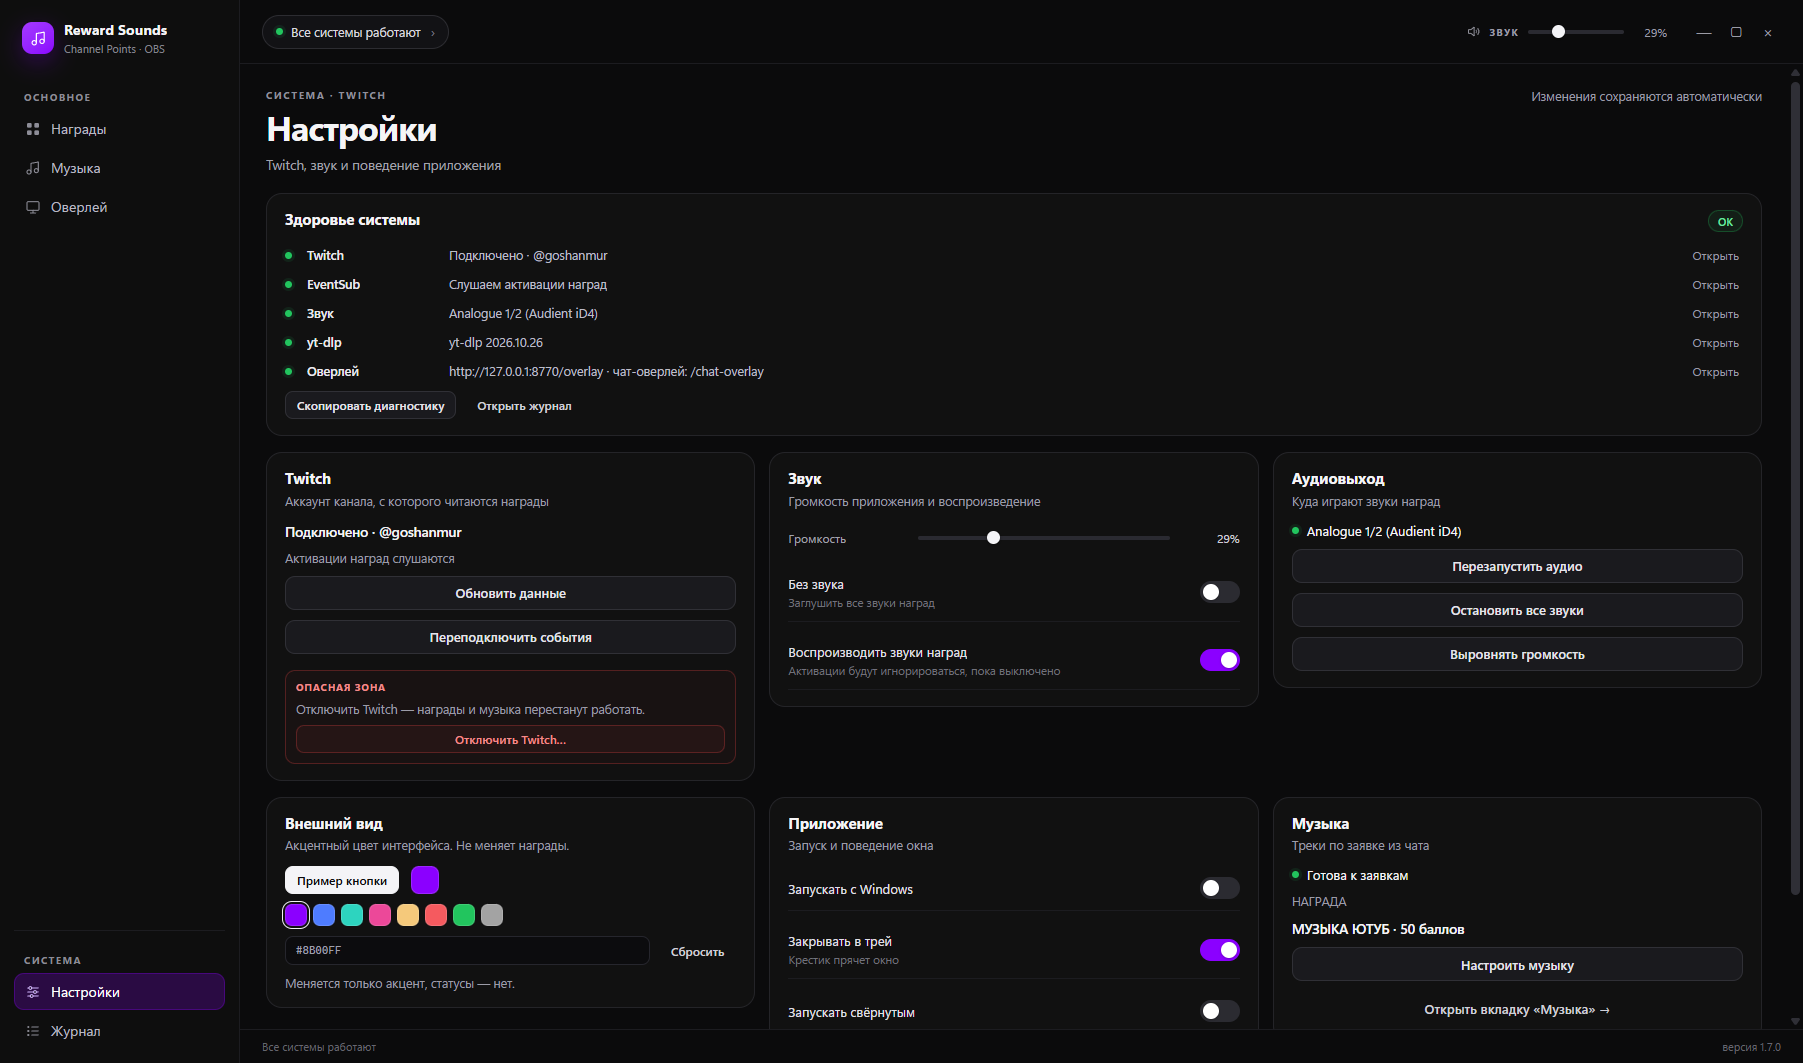 Reward Sounds
Channel Points · OBS
ОСНОВНОЕ
Награды
Музыка
Оверлей
СИСТЕМА
Настройки
Журнал
Все системы работают ›
ЗВУК
29%
СИСТЕМА · TWITCH
Изменения сохраняются автоматически
Настройки
Twitch, звук и поведение приложения
Здоровье системы
OK
Twitch Подключено · @goshanmur Открыть
EventSub Слушаем активации наград Открыть
Звук Analogue 1/2 (Audient iD4) Открыть
yt-dlp yt-dlp 2026.10.26 Открыть
Оверлей http://127.0.0.1:8770/overlay · чат-оверлей: /chat-overlay Открыть
Скопировать диагностику Открыть журнал
Twitch
Аккаунт канала, с которого читаются награды
Подключено · @goshanmur
Активации наград слушаются
Обновить данные
Переподключить события
ОПАСНАЯ ЗОНА
Отключить Twitch — награды и музыка перестанут работать.
Отключить Twitch...
Звук
Громкость приложения и воспроизведение
Громкость 29%
Без звука
Заглушить все звуки наград
Воспроизводить звуки наград
Активации будут игнорироваться, пока выключено
Аудиовыход
Куда играют звуки наград
Analogue 1/2 (Audient iD4)
Перезапустить аудио
Остановить все звуки
Выровнять громкость
Внешний вид
Акцентный цвет интерфейса. Не меняет награды.
Пример кнопки
#8B00FF Сбросить
Меняется только акцент, статусы — нет.
Приложение
Запуск и поведение окна
Запускать с Windows
Закрывать в трей
Крестик прячет окно
Запускать свёрнутым
Музыка
Треки по заявке из чата
Готова к заявкам
НАГРАДА
МУЗЫКА ЮТУБ · 50 баллов
Настроить музыку
Открыть вкладку «Музыка» →
Все системы работают
версия 1.7.0